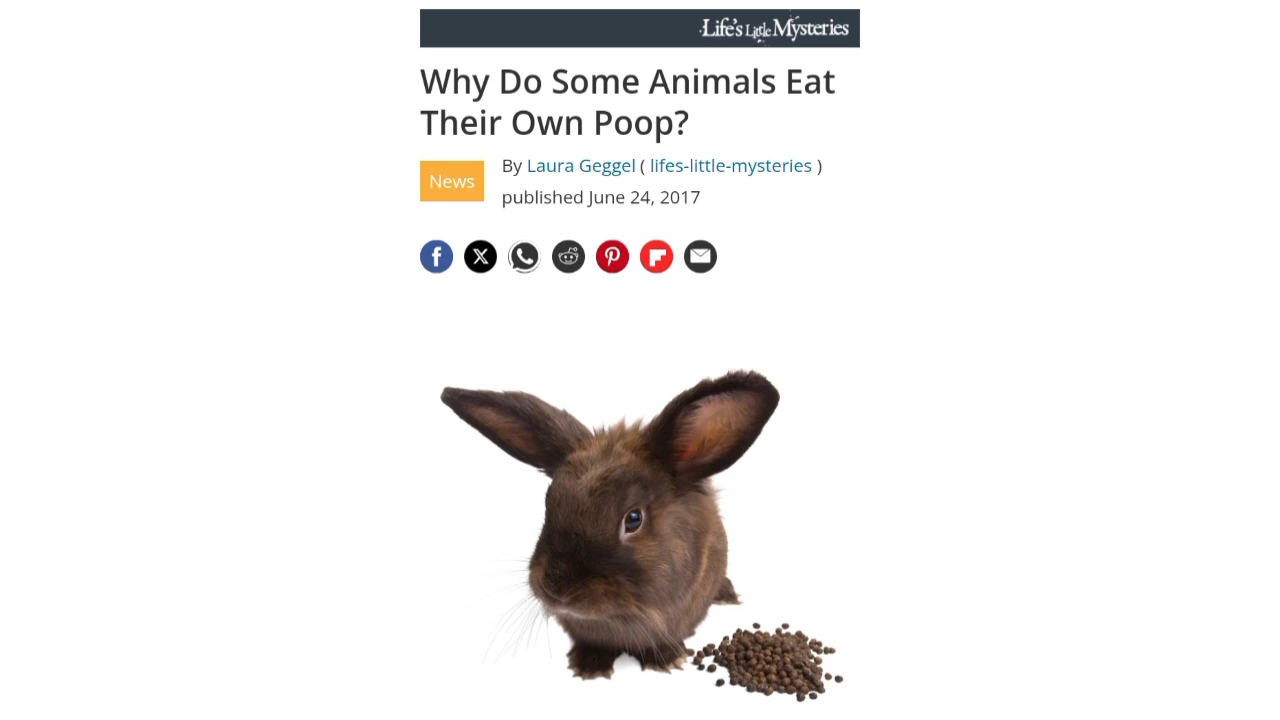 Life's Little Mysteries
Why Do Some Animals Eat
Their Own Poop?
News
By Laura Geggel ( lifes-little-mysteries )
published June 24, 2017